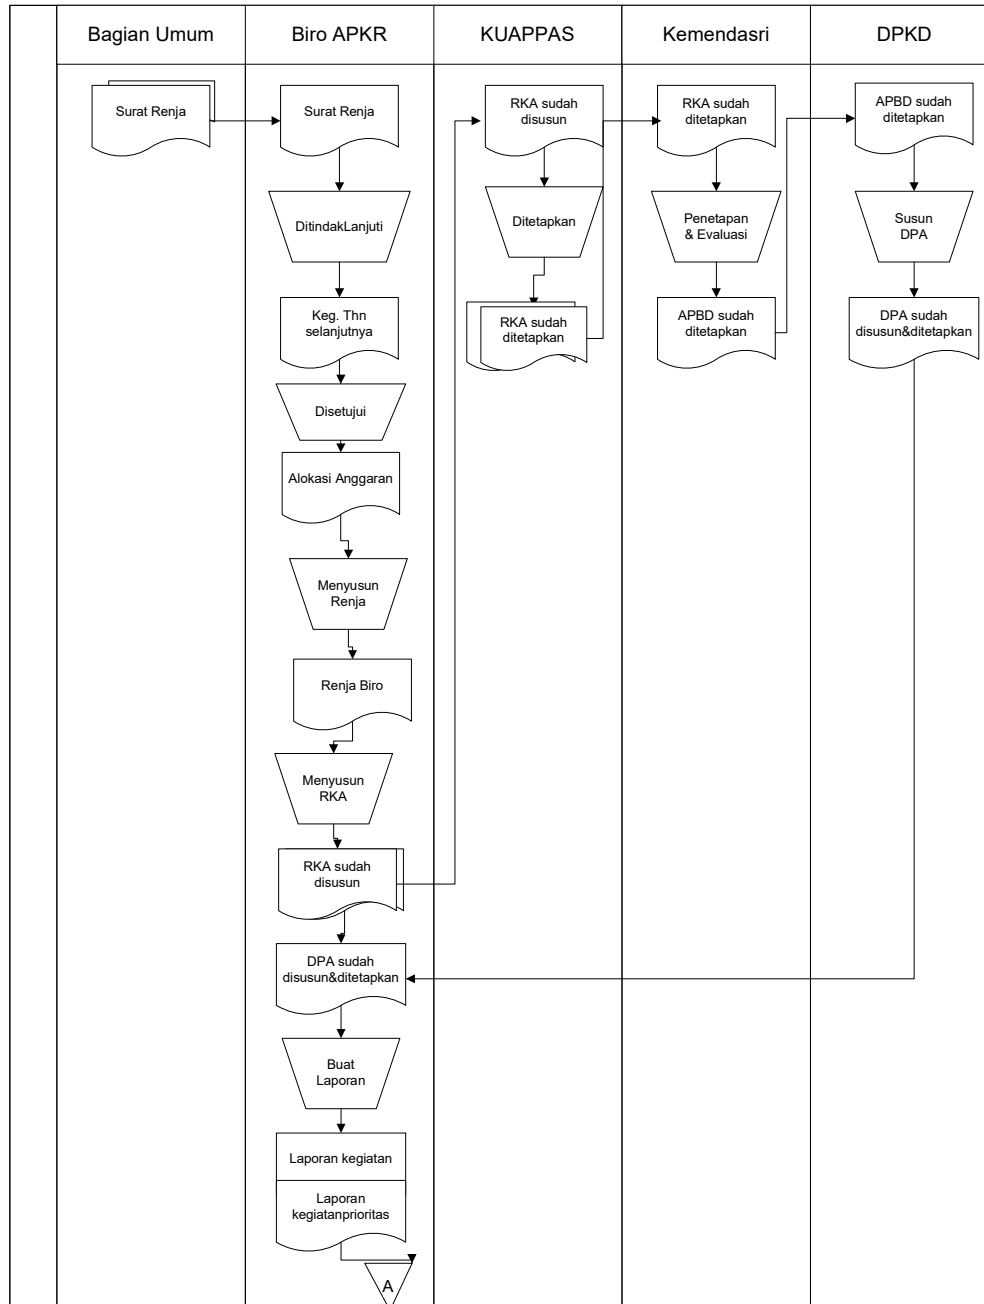 Bagian Umum
Biro APKR
KUAPPAS
Kemendasri
DPKD
Surat Renja
Surat Renja
DitindakLanjuti
Keg. Thn
selanjutnya
Disetujui
Alokasi Anggaran
Menyusun
Renja
Renja Biro
Menyusun
RKA
RKA sudah
disusun
DPA sudah
disusun&ditetapkan
Buat
Laporan
Laporan kegiatan
Laporan
kegiatanprioritas
A
RKA sudah
disusun
Ditetapkan
RKA sudah
ditetapkan
RKA sudah
ditetapkan
Penetapan
& Evaluasi
APBD sudah
ditetapkan
APBD sudah
ditetapkan
Susun
DPA
DPA sudah
disusun&ditetapkan